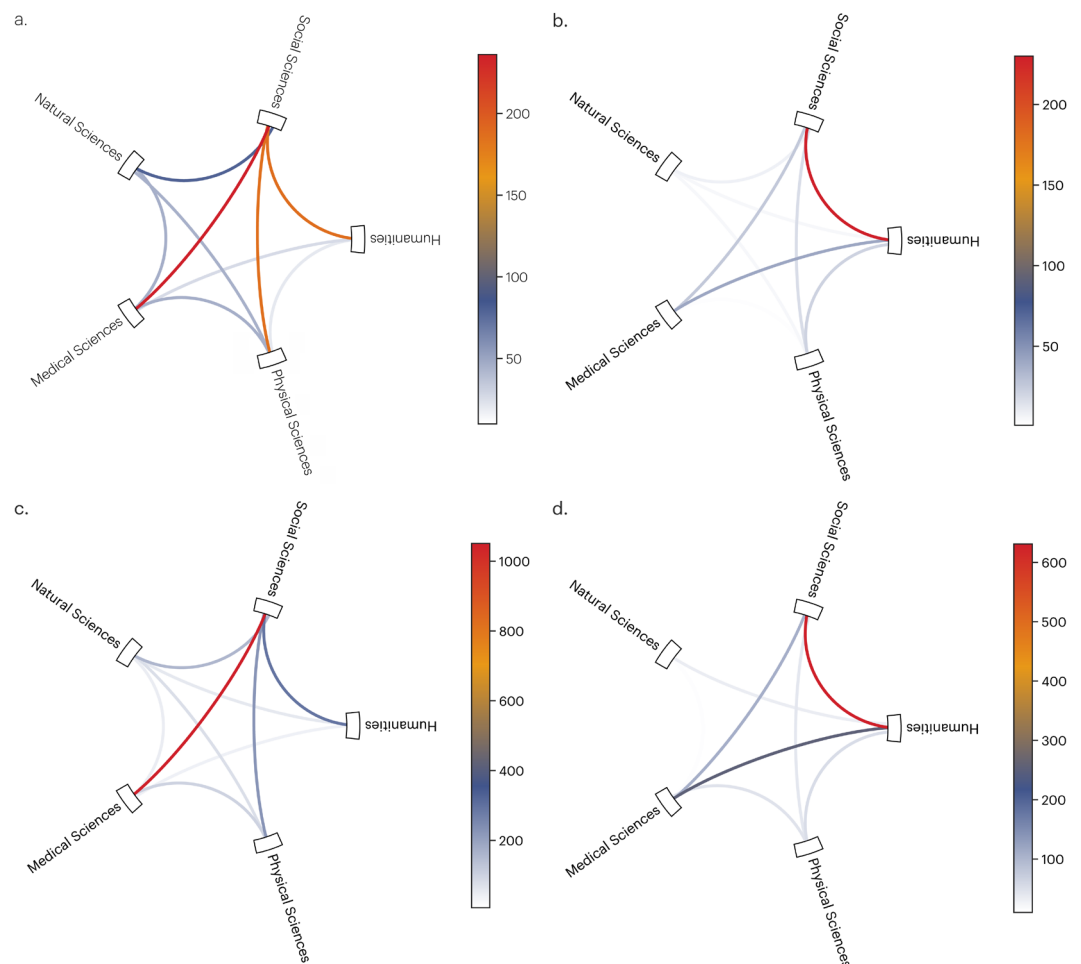 a.
Social Sciences
Natural Sciences
Humanities
Medical Sciences
Physical Sciences
200
150
100
50
b.
Social Sciences
Natural Sciences
Humanities
Medical Sciences
Physical Sciences
200
150
100
50
c.
Social Sciences
Natural Sciences
Humanities
Medical Sciences
Physical Sciences
1000
800
600
400
200
d.
Social Sciences
Natural Sciences
Humanities
Medical Sciences
Physical Sciences
600
500
400
300
200
100